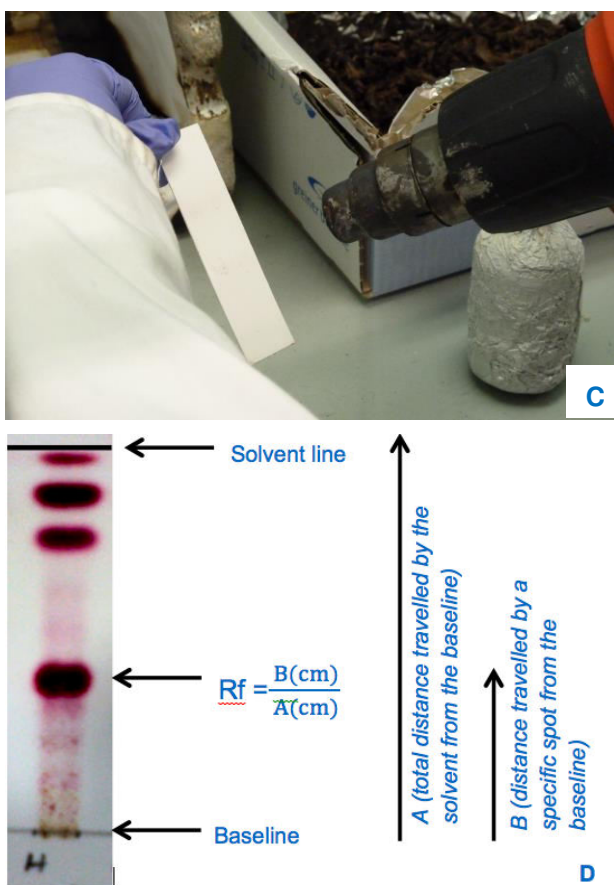 greiner
C
Solvent line
A (total distance travelled by the
solvent from the baseline)
B (distance travelled by a
specific spot from the
baseline)
Rf = B(cm)
A(cm)
Baseline
H
D